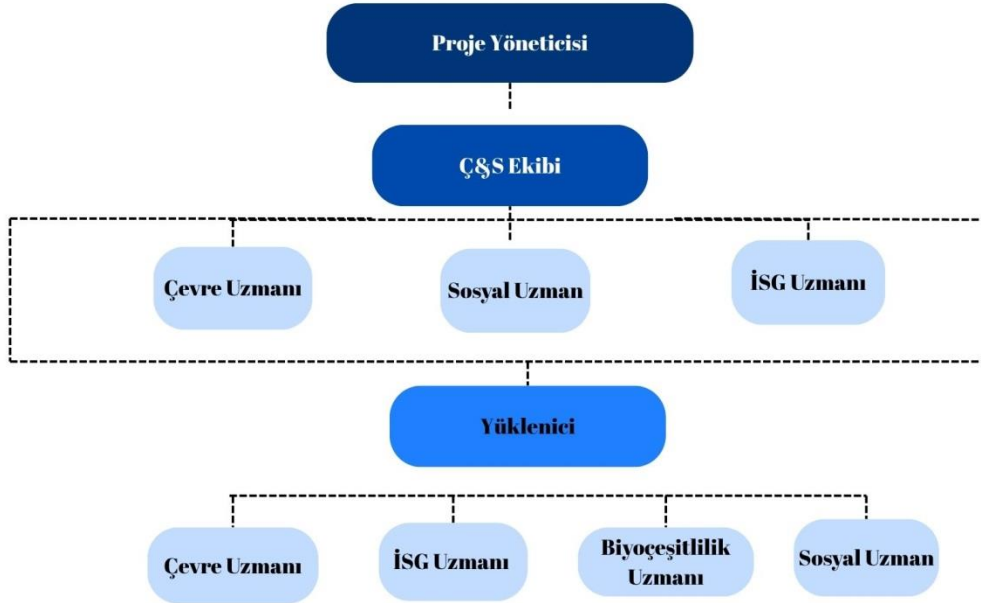 Proje Yöneticisi
Ç&S Ekibi
Çevre Uzmanı
Sosyal Uzman
İSG Uzmanı
Yüklenici
Çevre Uzmanı
İSG Uzmanı
Biyoçeşitlilik
Uzmanı
Sosyal Uzman